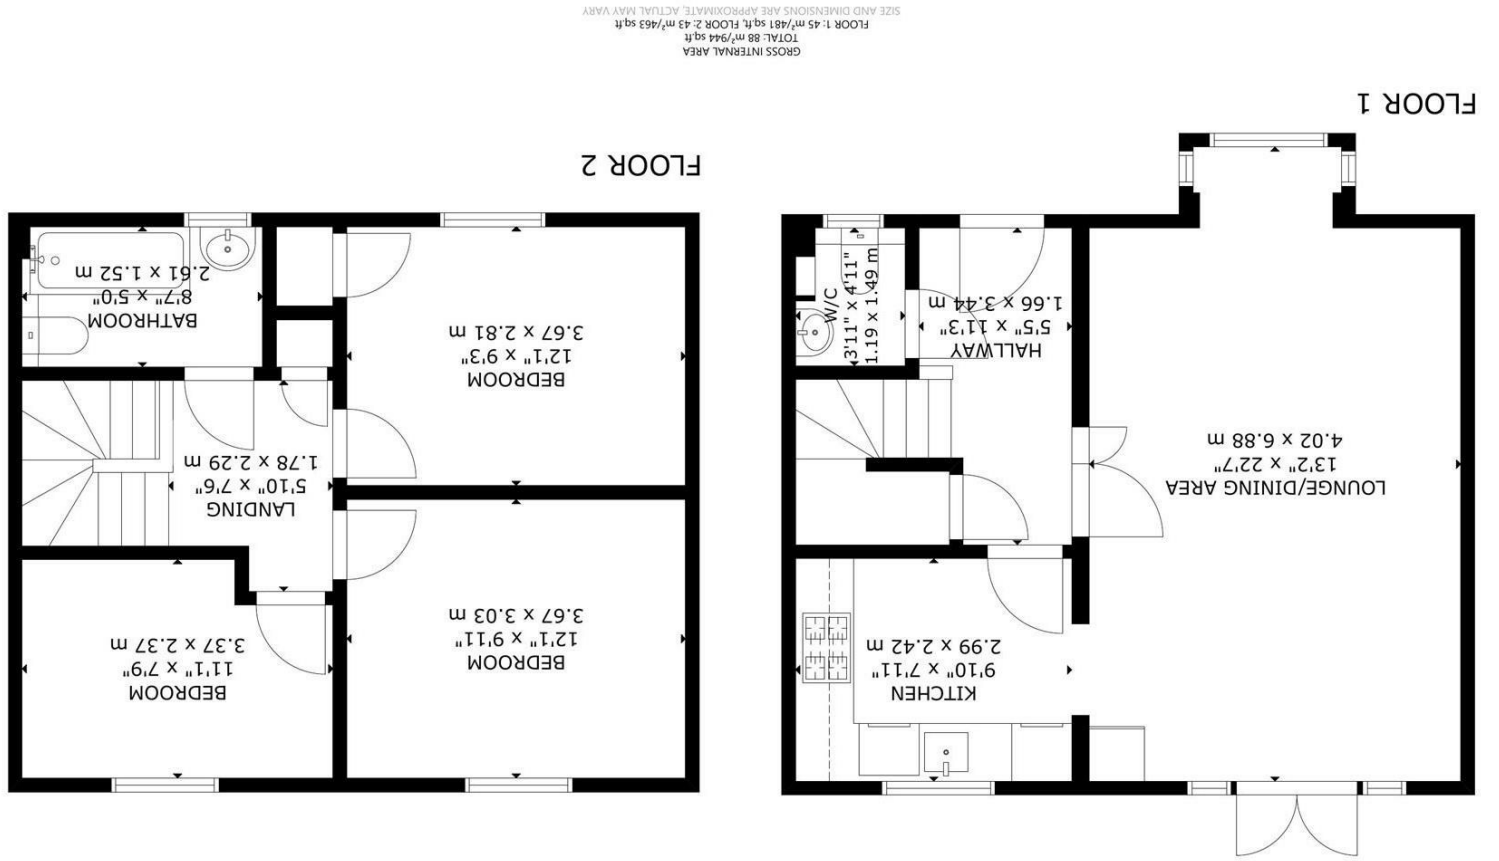 FLOOR 1
LOUNGE/DINING AREA
13'2" x 22'7"
4.02 x 6.88 m
KITCHEN
9'10" x 7'11"
2.99 x 2.42 m
HALLWAY
5'5" x 11'3"
1.66 x 3.44 m
W/C
3'11" x 4'11"
1.19 x 1.49 m
FLOOR 2
BEDROOM
12'1" x 9'11"
3.67 x 3.03 m
BEDROOM
11'1" x 7'9"
3.37 x 2.37 m
LANDING
5'10" x 7'6"
1.78 x 2.29 m
BEDROOM
12'1" x 9'3"
3.67 x 2.81 m
BATHROOM
8'7" x 5'0"
2.61 x 1.52 m
GROSS INTERNAL AREA
TOTAL: 88 m²/944 sq.ft
FLOOR 1: 45 m²/481 sq.ft, FLOOR 2: 43 m²/463 sq.ft
SIZE AND DIMENSIONS ARE APPROXIMATE, ACTUAL MAY VARY